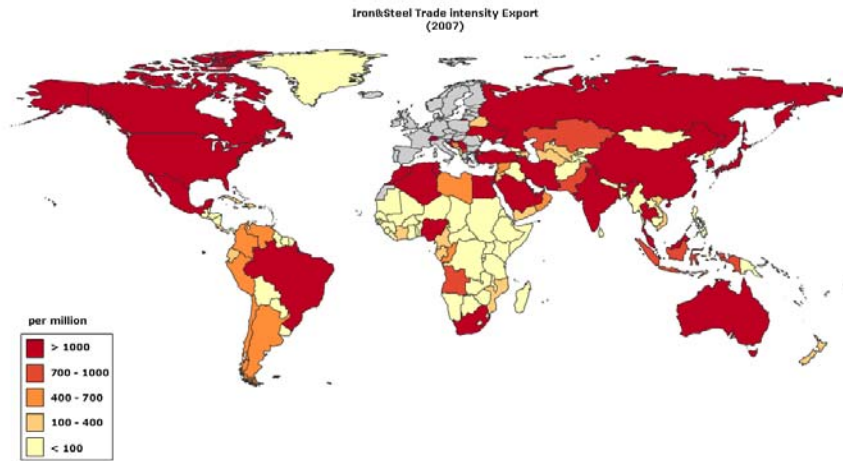 Iron&Steel Trade intensity Export
(2007)
per million
> 1000
700 - 1000
400 - 700
100 - 400
< 100